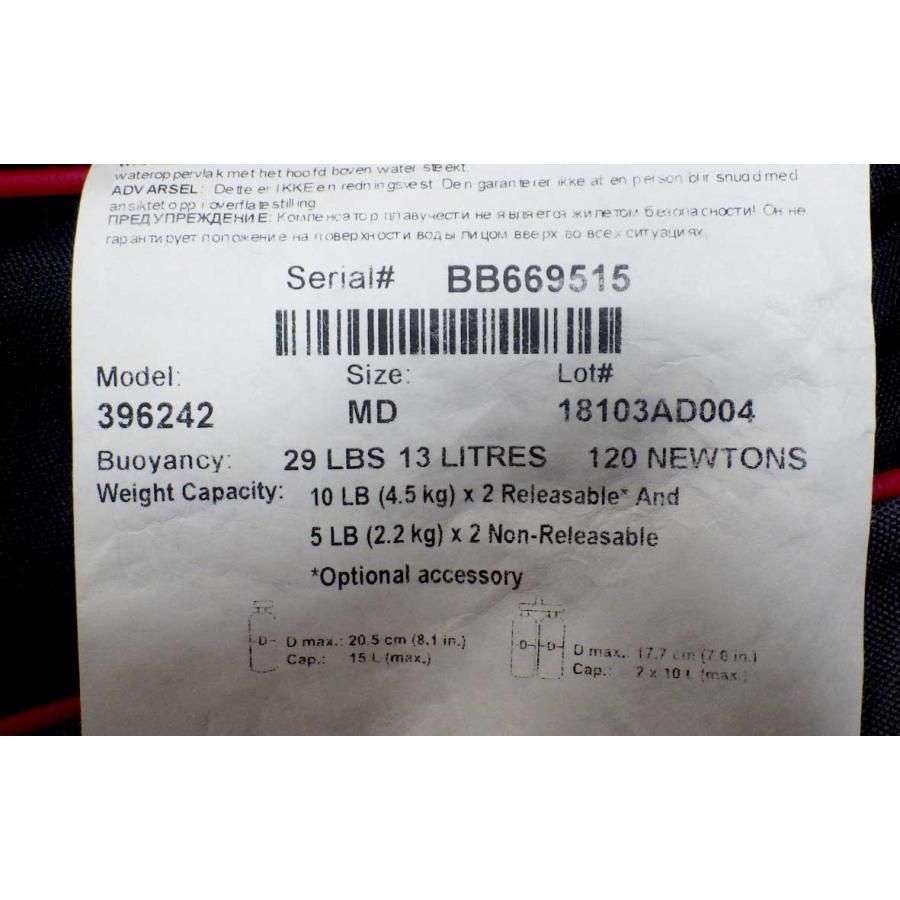 wateroppervlak met het hoofd boven water steekt.
ADVARSEL: Dette er IKKE en redningsvest. Den garanterer ikke at en person blir snudd med
ansiktet opp i overflatestilling
ПРЕДУПРЕЖДЕНИЕ: Компенсатор плавучести не является жилетом безопасности! Он не
гарантирует положение на поверхности воды лицом вверх во всех ситуациях.
Serial# BB669515
Model: Size: Lot#
396242 MD 18103AD004
Buoyancy: 29 LBS 13 LITRES 120 NEWTONS
Weight Capacity: 10 LB (4.5 kg) x 2 Releasable* And
5 LB (2.2 kg) x 2 Non-Releasable
*Optional accessory
D D max.: 20.5 cm (8.1 in.)
Cap.: 15 L (max.)
D D D max.: 17.7 cm (7.0 in.)
Cap.: 2 x 10 L (max.)